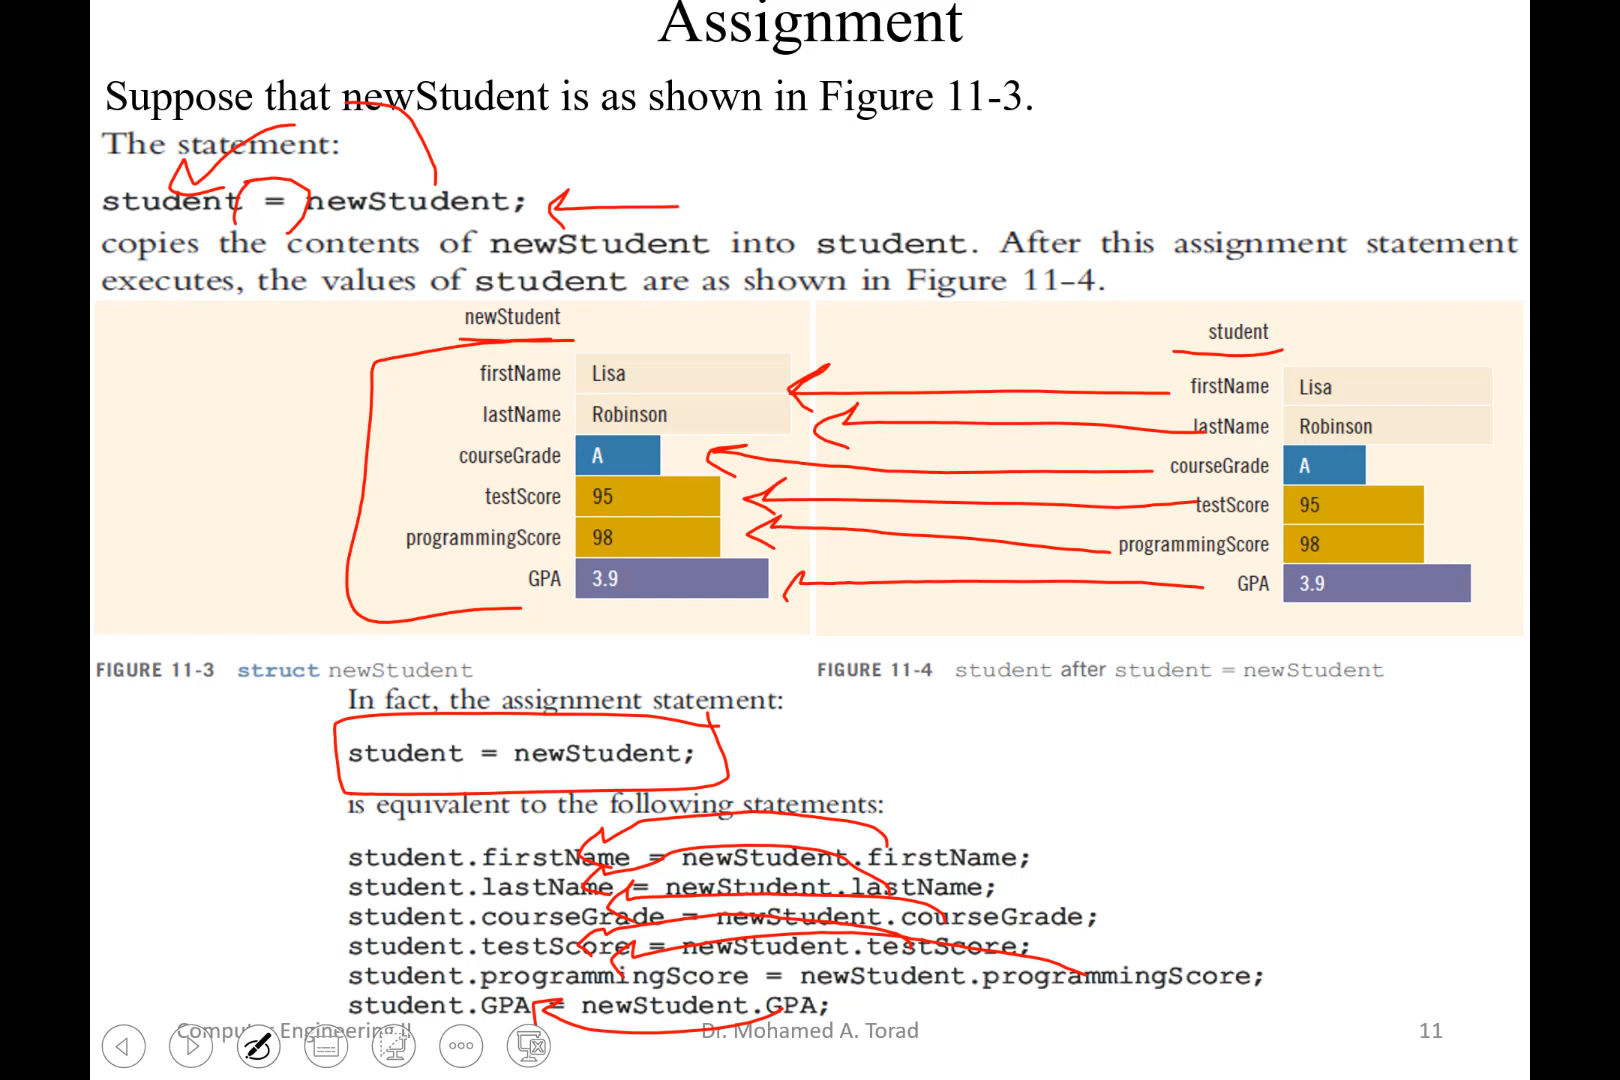 Assignment
Suppose that newStudent is as shown in Figure 11-3.
The statement:
student = newStudent;
copies the contents of newStudent into student. After this assignment statement
executes, the values of student are as shown in Figure 11–4.
newStudent
firstName Lisa
lastName Robinson
courseGrade A
testScore 95
programmingScore 98
GPA 3.9
student
firstName Lisa
lastName Robinson
courseGrade A
testScore 95
programmingScore 98
GPA 3.9
FIGURE 11-3 struct newStudent
FIGURE 11-4 student after student = newStudent
In fact, the assignment statement:
student = newStudent;
is equivalent to the following statements:
student.firstName = newStudent.firstName;
student.lastName = newStudent.lastName;
student.courseGrade = newStudent.courseGrade;
student.testScore = newStudent.testScore;
student.programmingScore = newStudent.programmingScore;
student.GPA = newStudent.GPA;
Computer Engineering II
Dr. Mohamed A. Torad
11